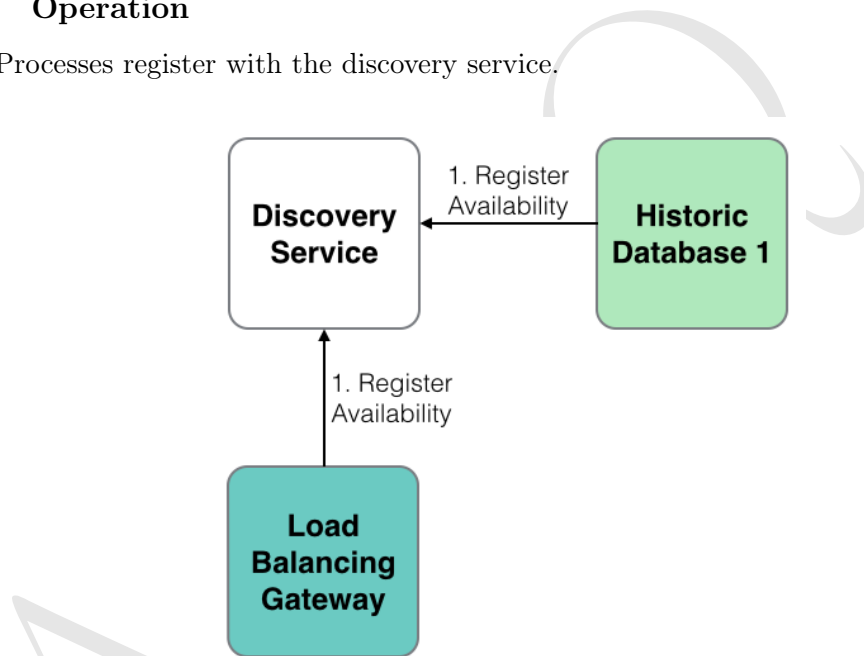 Operation
Processes register with the discovery service.
Discovery
Service
1. Register
Availability
Historic
Database 1
1. Register
Availability
Load
Balancing
Gateway